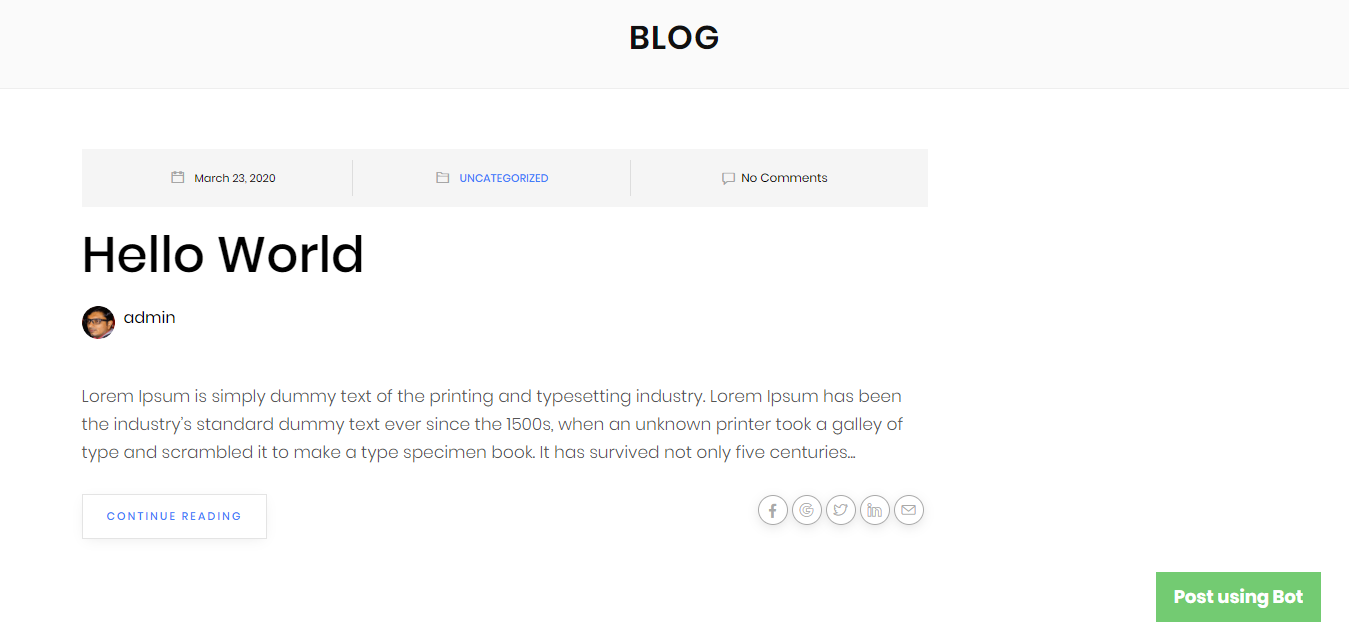 BLOG
March 23, 2020
UNCATEGORIZED
No Comments
Hello World
admin
Lorem Ipsum is simply dummy text of the printing and typesetting industry. Lorem Ipsum has been
the industry’s standard dummy text ever since the 1500s, when an unknown printer took a galley of
type and scrambled it to make a type specimen book. It has survived not only five centuries…
CONTINUE READING
Post using Bot